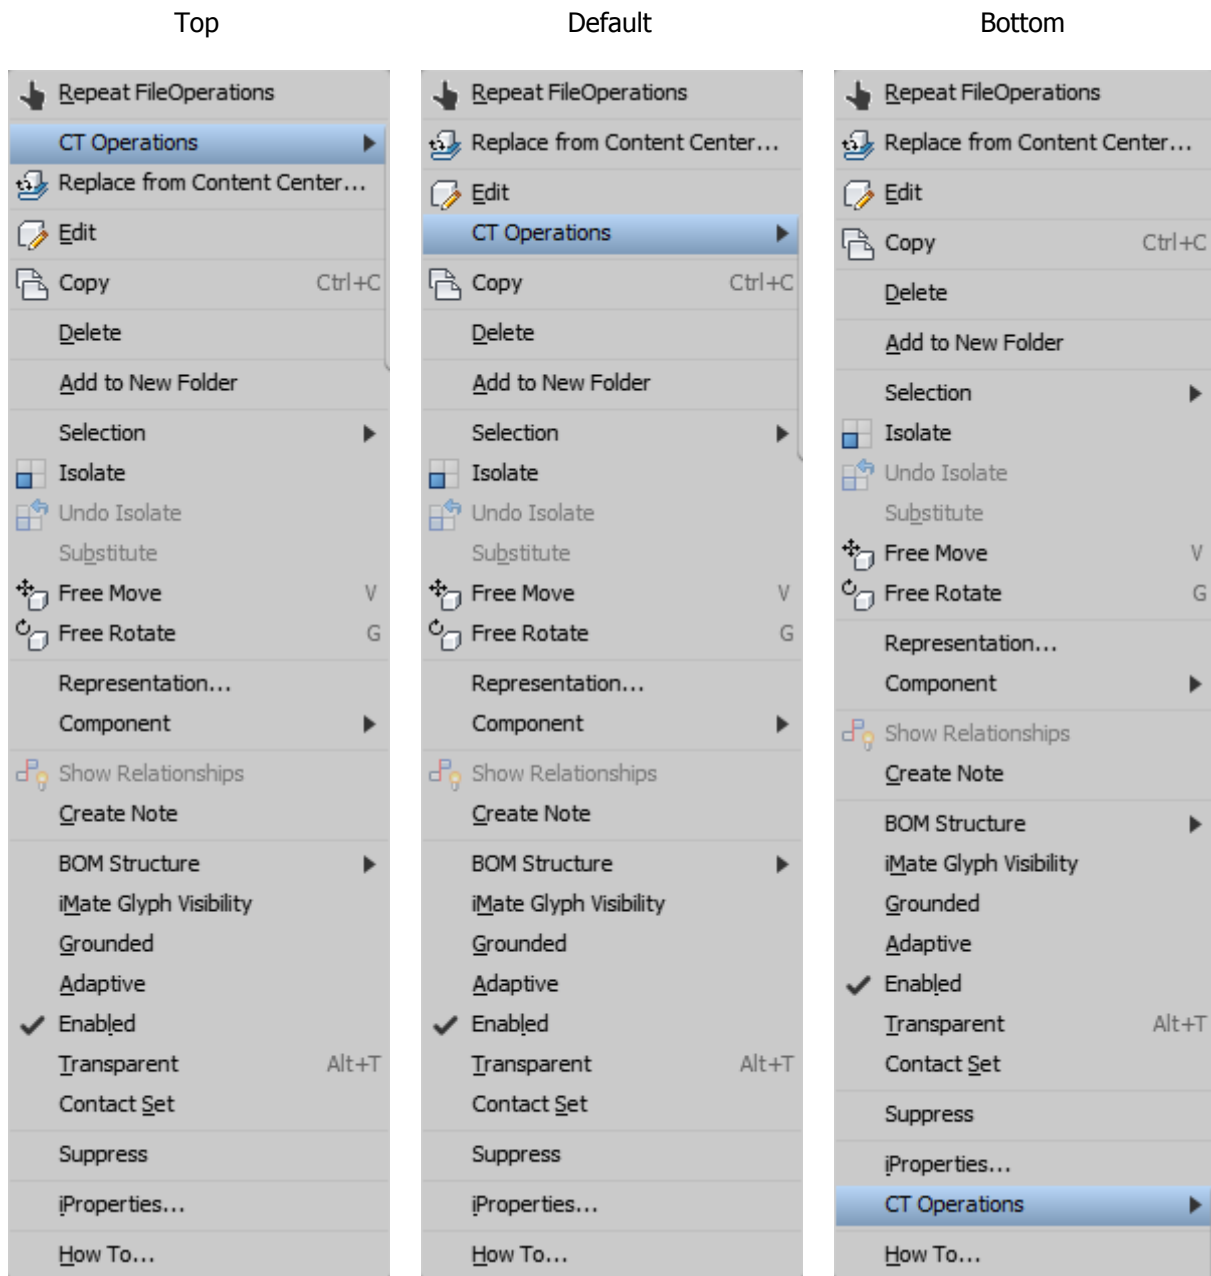 Top
Repeat FileOperations
CT Operations
Replace from Content Center...
Edit
Copy Ctrl+C
Delete
Add to New Folder
Selection
Isolate
Undo Isolate
Substitute
Free Move V
Free Rotate G
Representation...
Component
Show Relationships
Create Note
BOM Structure
iMate Glyph Visibility
Grounded
Adaptive
Enabled
Transparent Alt+T
Contact Set
Suppress
iProperties...
How To...
Default
Repeat FileOperations
Replace from Content Center...
Edit
CT Operations
Copy Ctrl+C
Delete
Add to New Folder
Selection
Isolate
Undo Isolate
Substitute
Free Move V
Free Rotate G
Representation...
Component
Show Relationships
Create Note
BOM Structure
iMate Glyph Visibility
Grounded
Adaptive
Enabled
Transparent Alt+T
Contact Set
Suppress
iProperties...
How To...
Bottom
Repeat FileOperations
Replace from Content Center...
Edit
Copy Ctrl+C
Delete
Add to New Folder
Selection
Isolate
Undo Isolate
Substitute
Free Move V
Free Rotate G
Representation...
Component
Show Relationships
Create Note
BOM Structure
iMate Glyph Visibility
Grounded
Adaptive
Enabled
Transparent Alt+T
Contact Set
Suppress
iProperties...
CT Operations
How To...